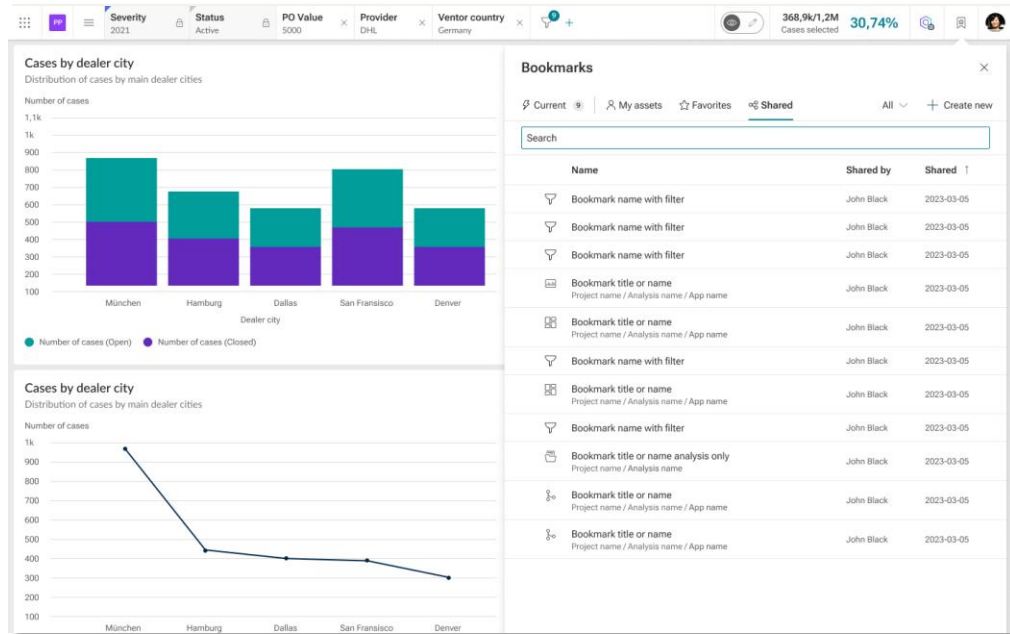 PP
Severity
2021
Status
Active
PO Value
5000
Provider
DHL
Ventor country
Germany
9
368,9k/1,2M
Cases selected
30,74%
Cases by dealer city
Distribution of cases by main dealer cities
Number of cases
1,1k
1k
900
800
700
600
500
400
300
200
100
München
Hamburg
Dallas
San Fransisco
Denver
Dealer city
Number of cases (Open)
Number of cases (Closed)
Cases by dealer city
Distribution of cases by main dealer cities
Number of cases
1k
900
800
700
600
500
400
300
200
100
München
Hamburg
Dallas
San Fransisco
Denver
Bookmarks
Current 9
My assets
Favorites
Shared
All
Create new
Search
Name Shared by Shared
Bookmark name with filter John Black 2023-03-05
Bookmark name with filter John Black 2023-03-05
Bookmark name with filter John Black 2023-03-05
Bookmark title or name
Project name / Analysis name / App name John Black 2023-03-05
Bookmark title or name
Project name / Analysis name / App name John Black 2023-03-05
Bookmark name with filter John Black 2023-03-05
Bookmark title or name
Project name / Analysis name / App name John Black 2023-03-05
Bookmark name with filter John Black 2023-03-05
Bookmark title or name analysis only
Project name / Analysis name John Black 2023-03-05
Bookmark title or name
Project name / Analysis name / App name John Black 2023-03-05
Bookmark title or name
Project name / Analysis name / App name John Black 2023-03-05